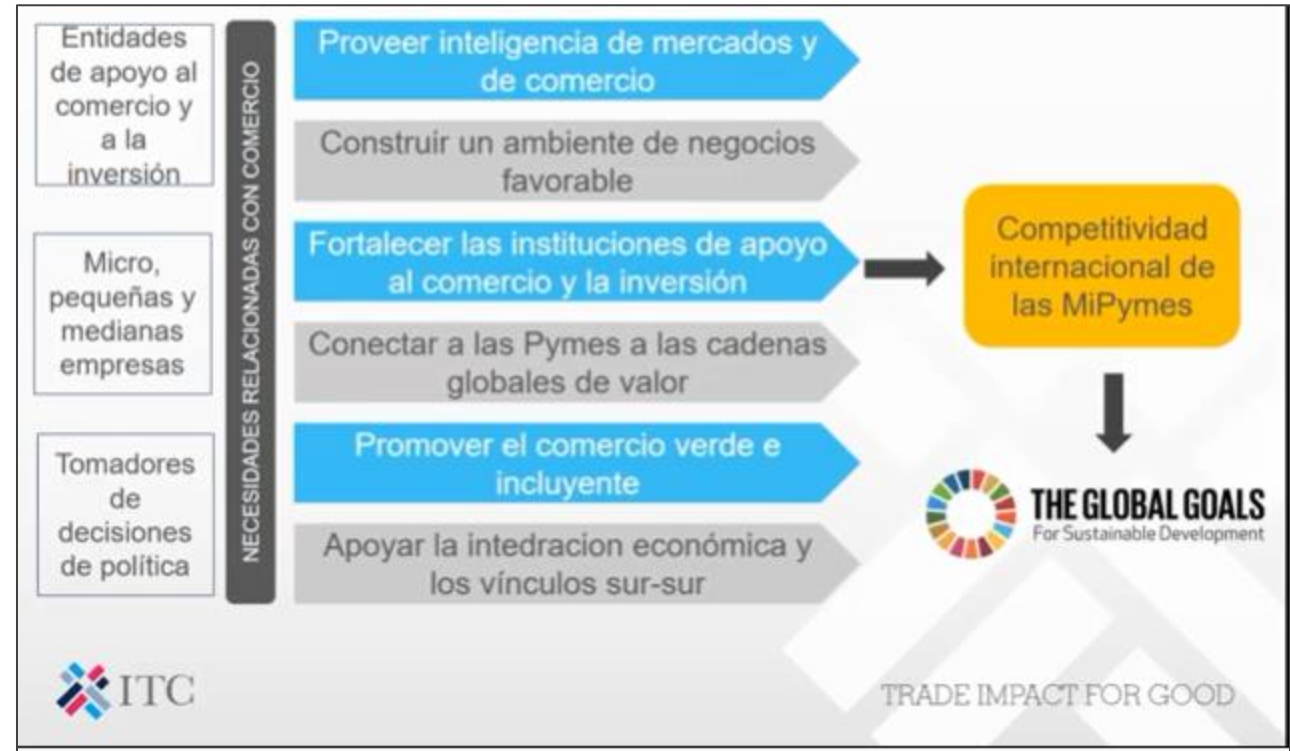 Entidades
de apoyo al
comercio y
a la
inversión
Micro,
pequeñas y
medianas
empresas
Tomadores
de
decisiones
de política
NECESIDADES RELACIONADAS CON COMERCIO
Proveer inteligencia de mercados y
de comercio
Construir un ambiente de negocios
favorable
Fortalecer las instituciones de apoyo
al comercio y la inversión
Conectar a las Pymes a las cadenas
globales de valor
Promover el comercio verde e
incluyente
Apoyar la intedracion económica y
los vínculos sur-sur
Competitividad
internacional de
las MiPymes
THE GLOBAL GOALS
For Sustainable Development
ITC
TRADE IMPACT FOR GOOD